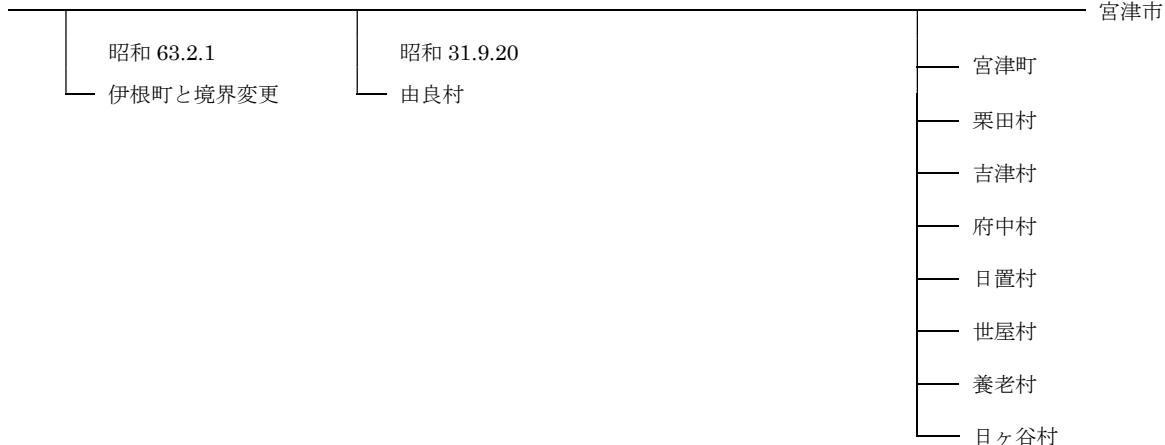 宮津市
昭和 63.2.1
昭和 31.9.20
伊根町と境界変更
由良村
宮津町
栗田村
吉津村
府中村
日置村
世屋村
養老村
日ヶ谷村